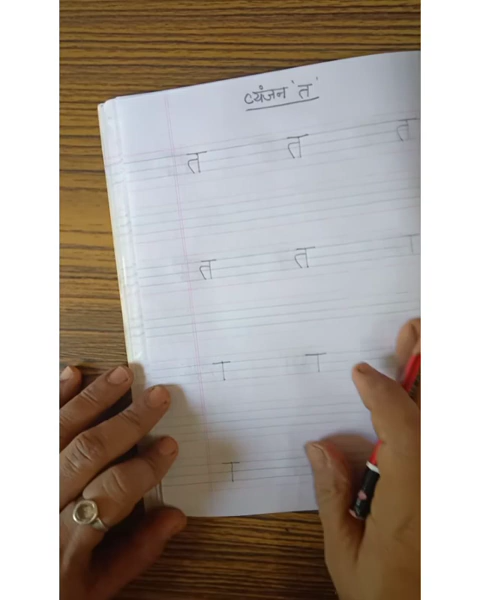 व्यंजन 'त'
त त त
त त T
T T
T